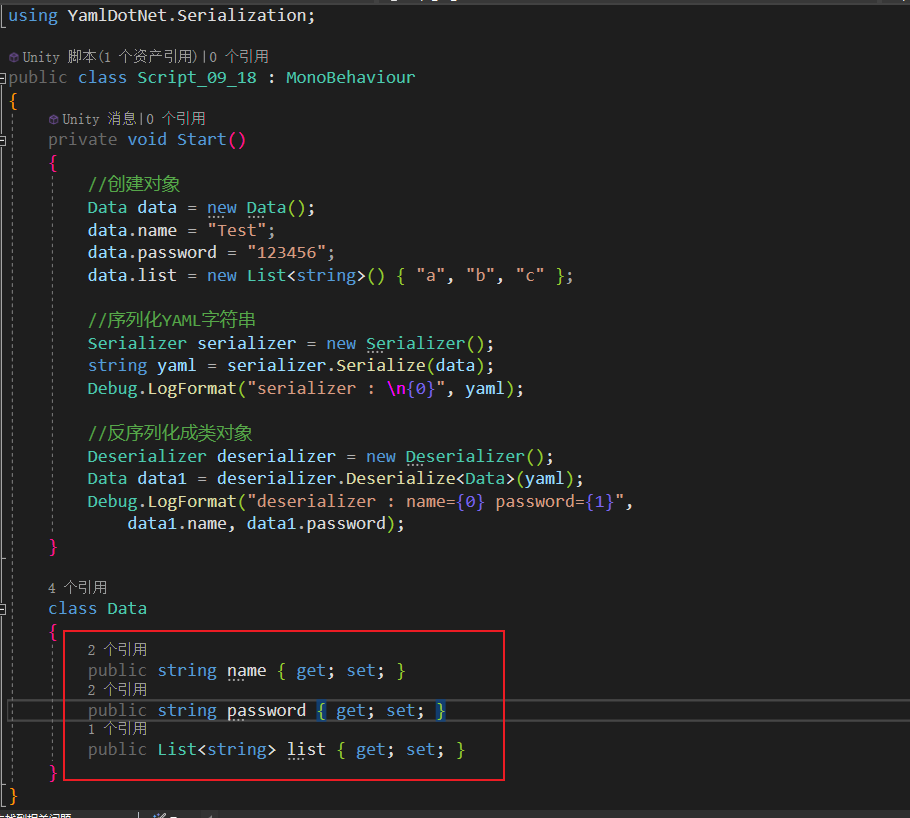 using YamlDotNet.Serialization;
Unity 脚本(1 个资产引用)|0 个引用
public class Script_09_18 : MonoBehaviour
{
Unity 消息|0 个引用
private void Start()
{
//创建对象
Data data = new Data();
data.name = "Test";
data.password = "123456";
data.list = new List<string>() { "a", "b", "c" };
//序列化YAML字符串
Serializer serializer = new Serializer();
string yaml = serializer.Serialize(data);
Debug.LogFormat("serializer : \n{0}", yaml);
//反序列化成类对象
Deserializer deserializer = new Deserializer();
Data data1 = deserializer.Deserialize<Data>(yaml);
Debug.LogFormat("deserializer : name={0} password={1}",
data1.name, data1.password);
}
4 个引用
class Data
{
2 个引用
public string name { get; set; }
2 个引用
public string password { get; set; }
1 个引用
public List<string> list { get; set; }
}
}